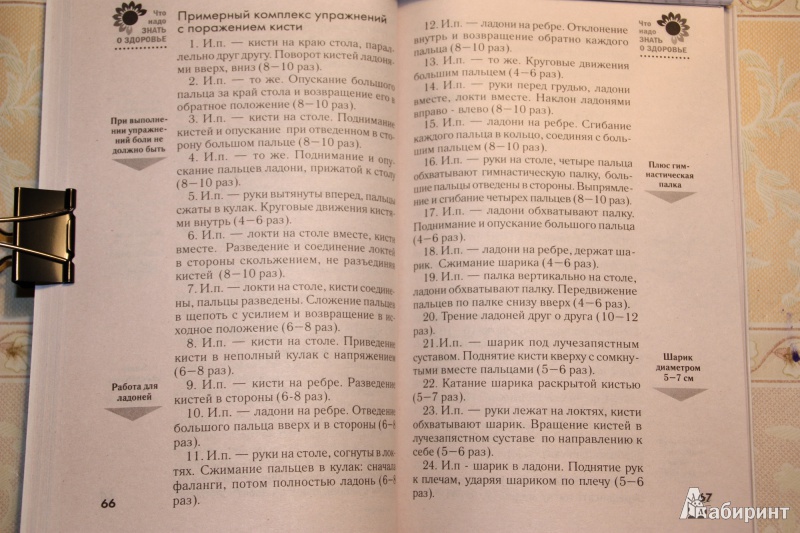 Что
надо
ЗНАТЬ
О ЗДОРОВЬЕ
Примерный комплекс упражнений
с поражением кисти
1. И.п. — кисти на краю стола, парал-
лельно друг другу. Поворот кистей ладоня-
ми вверх, вниз (8—10 раз).
2. И.п. — то же. Опускание большого
пальца за край стола и возвращение его в
обратное положение (8—10 раз).
3. И.п. — кисти на столе. Поднимание
кистей и опускание при отведенном в сто-
рону большом пальце (8—10 раз).
При выполне-
нии упражне-
ний боли не
должно быть
4. И.п. — то же. Поднимание и опу-
скание пальцев ладони, прижатой к столу
(8—10 раз).
5. И.п. — руки вытянуты вперед, пальцы
сжаты в кулак. Круговые движения кистя-
ми внутрь (4—6 раз).
6. И.п. — локти на столе вместе, кисти
вместе. Разведение и соединение локтей
в стороны скольжением, не разъединяя
кистей (8—10 раз).
7. И.п. — локти на столе, кисти соедине-
ны, пальцы разведены. Сложение пальцев
в щепоть с усилием и возвращение в ис-
ходное положение (6—8 раз).
8. И.п. — кисти на столе. Приведение
кисти в неполный кулак с напряжением
(6—8 раз).
9. И.п. — кисти на ребре. Разведение
кистей в стороны (6-8 раз).
Работа для
ладоней
10. И.п. — ладони на ребре. Отведение
большого пальца вверх и в стороны (6—8
раз).
11. И.п. — руки на столе, согнуты в лок-
тях. Сжимание пальцев в кулак: сначала
фаланги, потом полностью ладонь (6—8
раз).
66
12. И.п. — ладони на ребре. Отклонение
внутрь и возвращение обратно каждого
пальца (8—10 раз).
13. И.п. — то же. Круговые движения
большим пальцем (4—6 раз).
14. И.п. — руки перед грудью, ладони
вместе, локти вместе. Наклон ладонями
вправо - влево (8—10 раз).
15. И.п. — ладони на ребре. Сгибание
каждого пальца в кольцо, соединяя с боль-
шим пальцем (8—10 раз).
16. И.п. — руки на столе, четыре пальца
обхватывают гимнастическую палку, боль-
шие пальцы отведены в стороны. Выпрямле-
ние и сгибание четырех пальцев (8—10 раз).
17. И.п. — ладони обхватывают палку.
Поднимание и опускание большого пальца
(4—6 раз).
18. И.п. — ладони на ребре, держат ша-
рик. Сжимание шарика (4—6 раз).
19. И.п. — палка вертикально на столе,
ладони обхватывают палку. Передвижение
пальцев по палке снизу вверх (4—6 раз).
20. Трение ладоней друг о друга (10—12
раз).
21.И.п. — шарик под лучезапястным
суставом. Поднятие кисти кверху с сомкну-
тыми вместе пальцами (5—6 раз).
22. Катание шарика раскрытой кистью
(5—7 раз).
23. И.п. — руки лежат на локтях, кисти
обхватывают шарик. Вращение кистей в
лучезапястном суставе по направлению к
себе (5—6 раз).
24. И.п - шарик в ладони. Поднятие рук
к плечам, ударяя шариком по плечу (5—6
раз).
Что
надо
ЗНАТЬ
О ЗДОРОВЬЕ
Плюс гим-
настическая
палка
Шарик
диаметром
5—7 см
67
Лабиринт